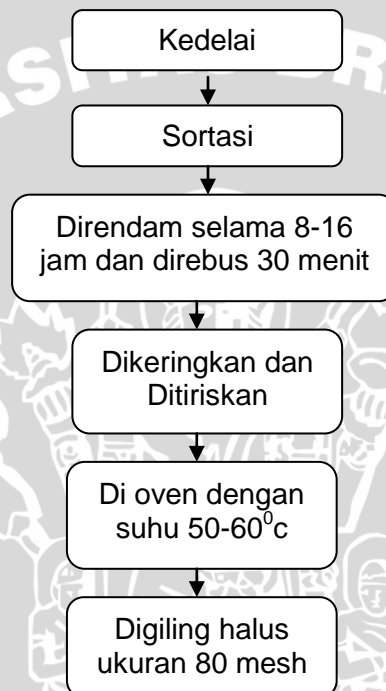 Kedelai
Sortasi
Direndam selama 8-16
jam dan direbus 30 menit
Dikeringkan dan
Ditiriskan
Di oven dengan
suhu 50-60⁰c
Digiling halus
ukuran 80 mesh